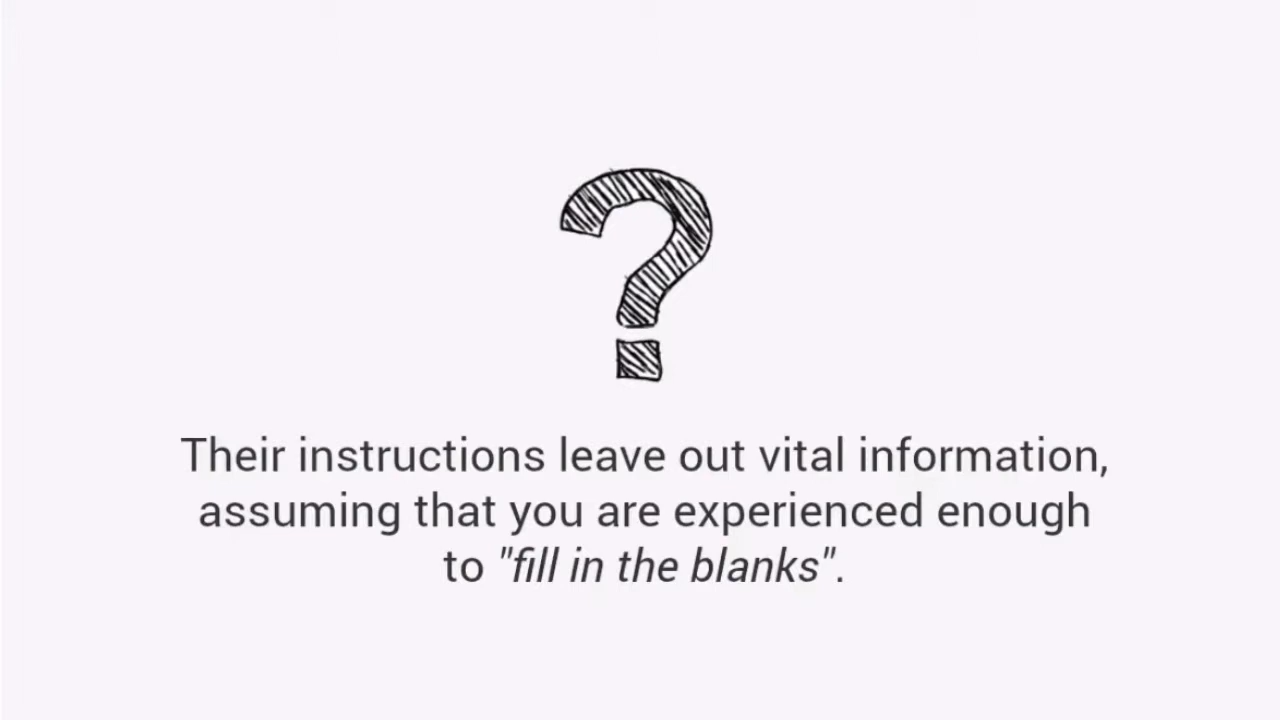 Their instructions leave out vital information,
assuming that you are experienced enough
to "fill in the blanks".